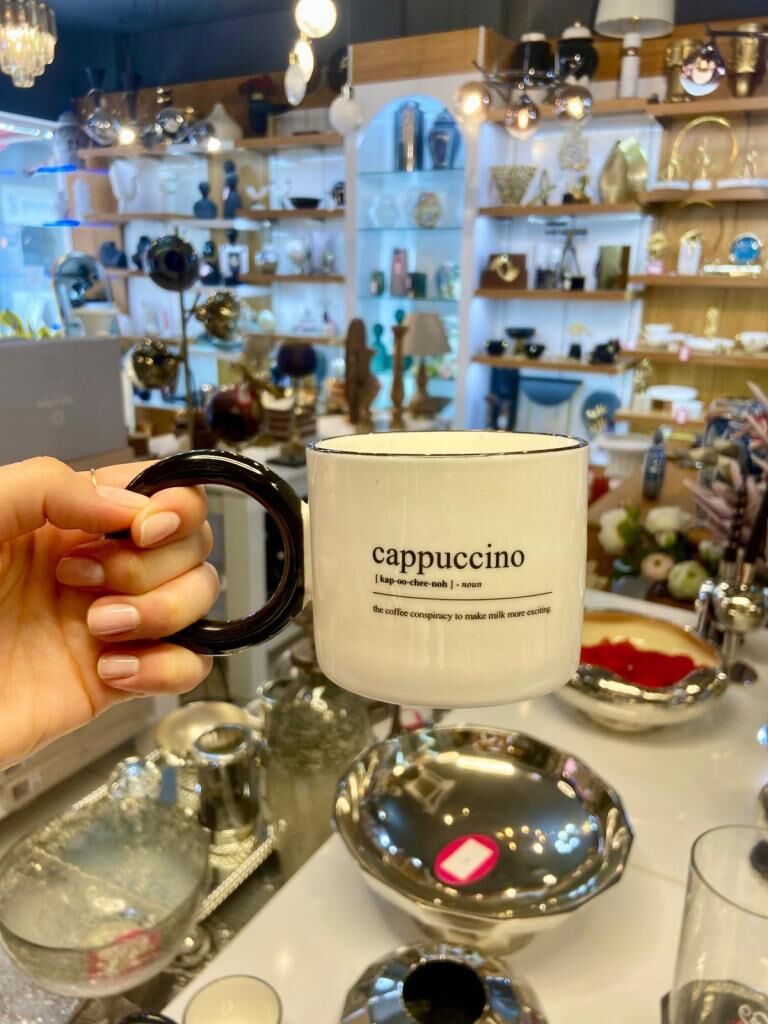 cappuccino
[ kap-oo-chee-noh ] - noun
the coffee conspiracy to make milk more exciting.